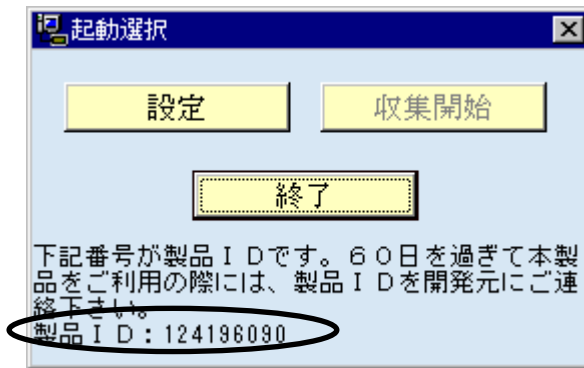 起動選択
設定
収集開始
終了
下記番号が製品ＩＤです。６０日を過ぎて本製
品をご利用の際には、製品ＩＤを開発元にご連
絡下さい。
製品ＩＤ：124196090